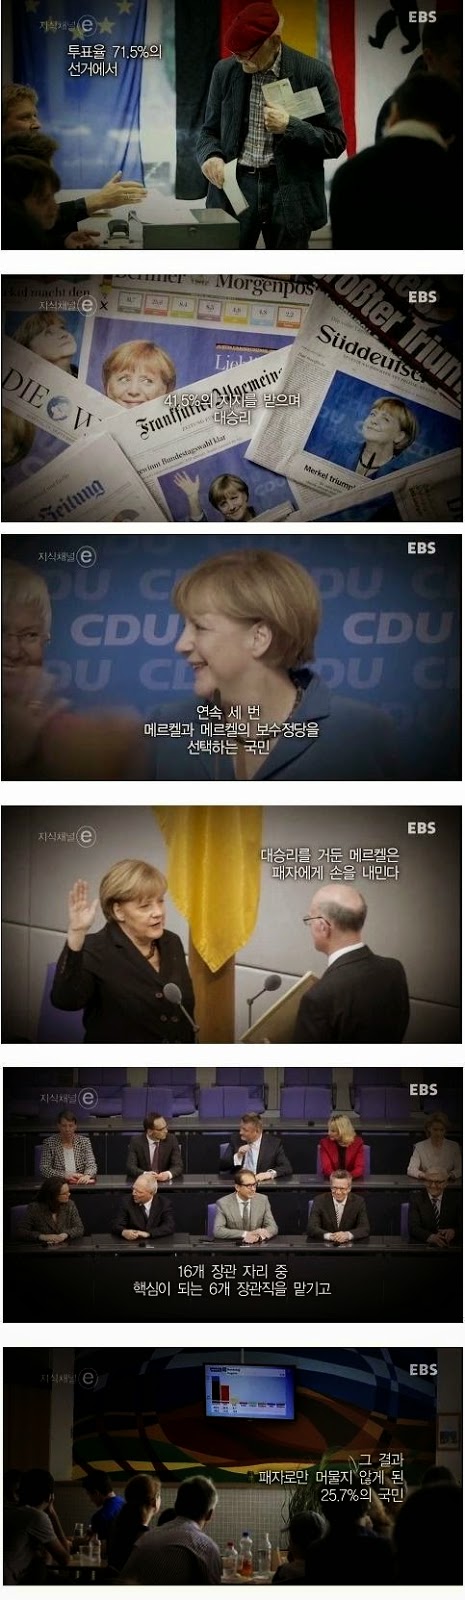 지식채널 e
EBS
투표율 71.5%의
선거에서
지식채널 e
EBS
Berliner Morgenpos
Süddeutsc
DIE W
Frankfurter Allgemein
Zeitung
Merkel triump
41.5%의 지지를 받으며
대승리
지식채널 e
EBS
CDU
CDU
연속 세 번
메르켈과 메르켈의 보수정당을
선택하는 국민
지식채널 e
EBS
대승리를 거둔 메르켈은
패자에게 손을 내민다
지식채널 e
EBS
16개 장관 자리 중
핵심이 되는 6개 장관직을 맡기고
지식채널 e
EBS
그 결과
패자로만 머물지 않게 된
25.7%의 국민